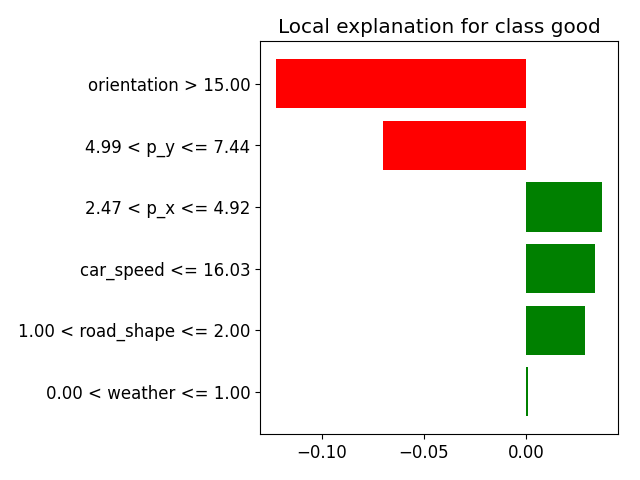 Local explanation for class good
orientation > 15.00
4.99 < p_y <= 7.44
2.47 < p_x <= 4.92
car_speed <= 16.03
1.00 < road_shape <= 2.00
0.00 < weather <= 1.00
−0.10 −0.05 0.00